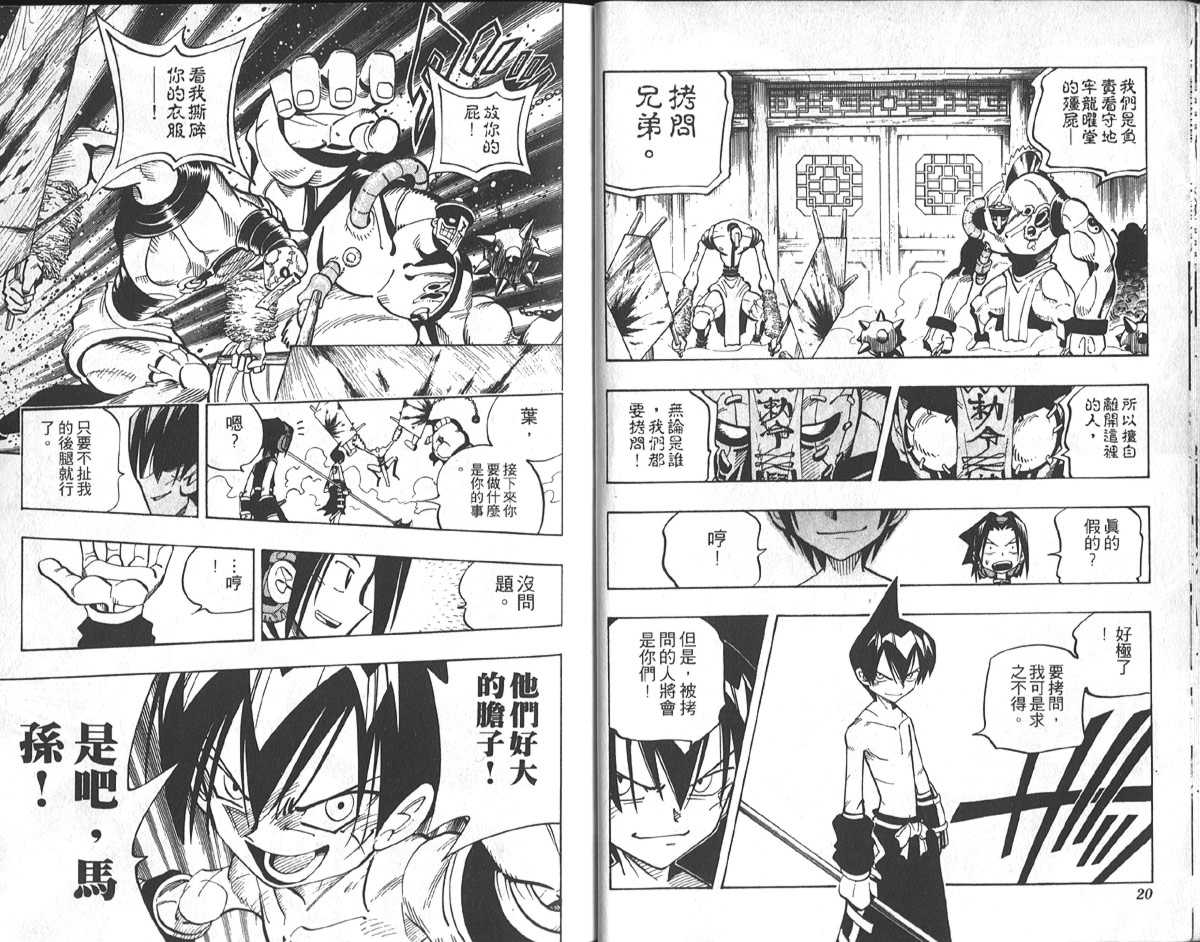 我們是負
責看守地
牢龍曜堂
的殭屍—
拷問
兄弟。
所以擅自
離開這裡
的人，
勅令
勅令
無論是誰
，我們都
要拷問！
真的
假的？
哼！
好極了
！
要拷問，
我可是求
之不得。
但是，被拷
問的人將會
是你們！
20
放你的
屁！
看我撕碎
你的衣服
——！
葉，
接下來你
要做什麼
是你的事
嗯？
只要不扯我
的後腿就行
了。
沒問
題。
…哼
！
他們好大
的膽子！
是吧，馬
孫！